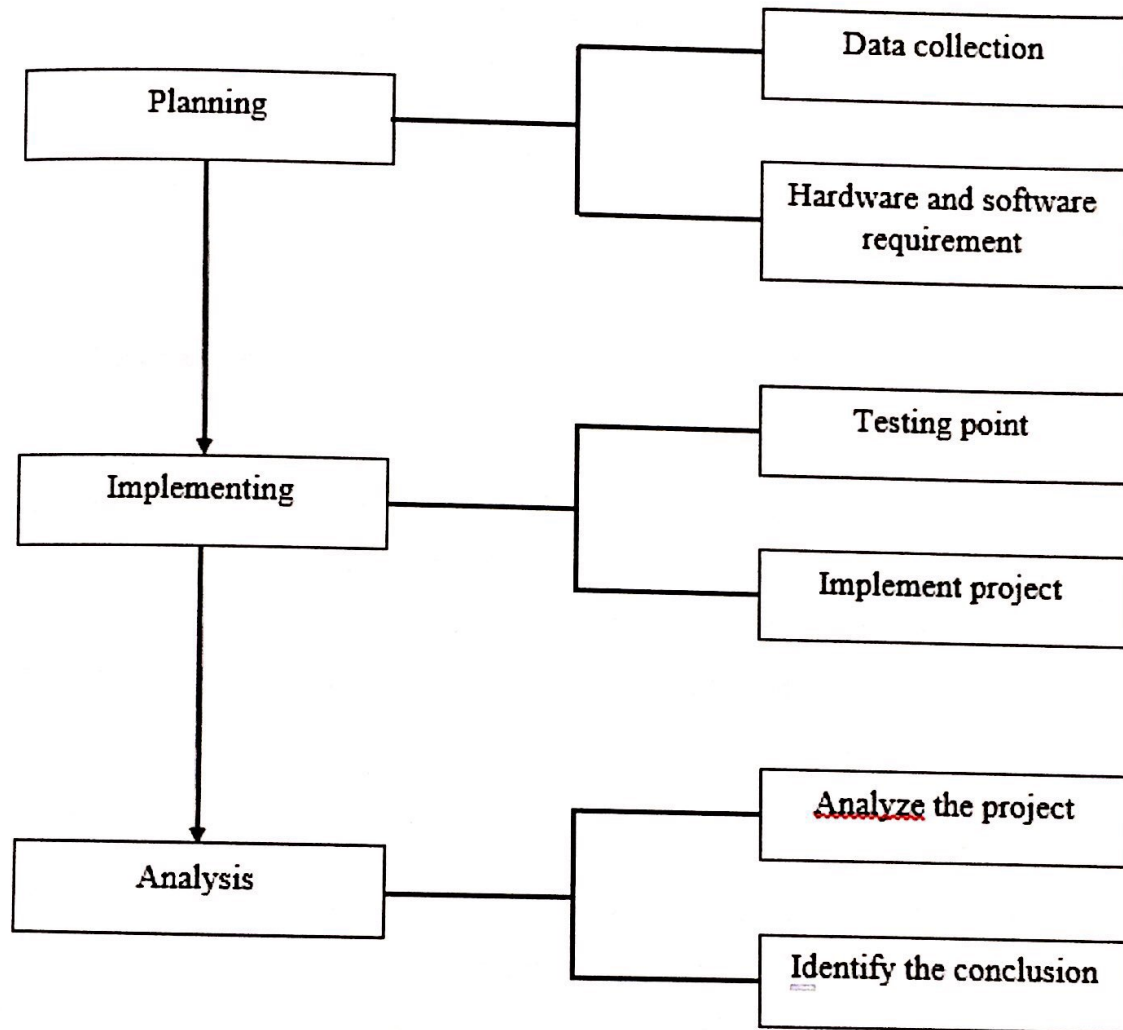 Planning
Data collection
Hardware and software
requirement
Implementing
Testing point
Implement project
Analysis
Analyze the project
Identify the conclusion